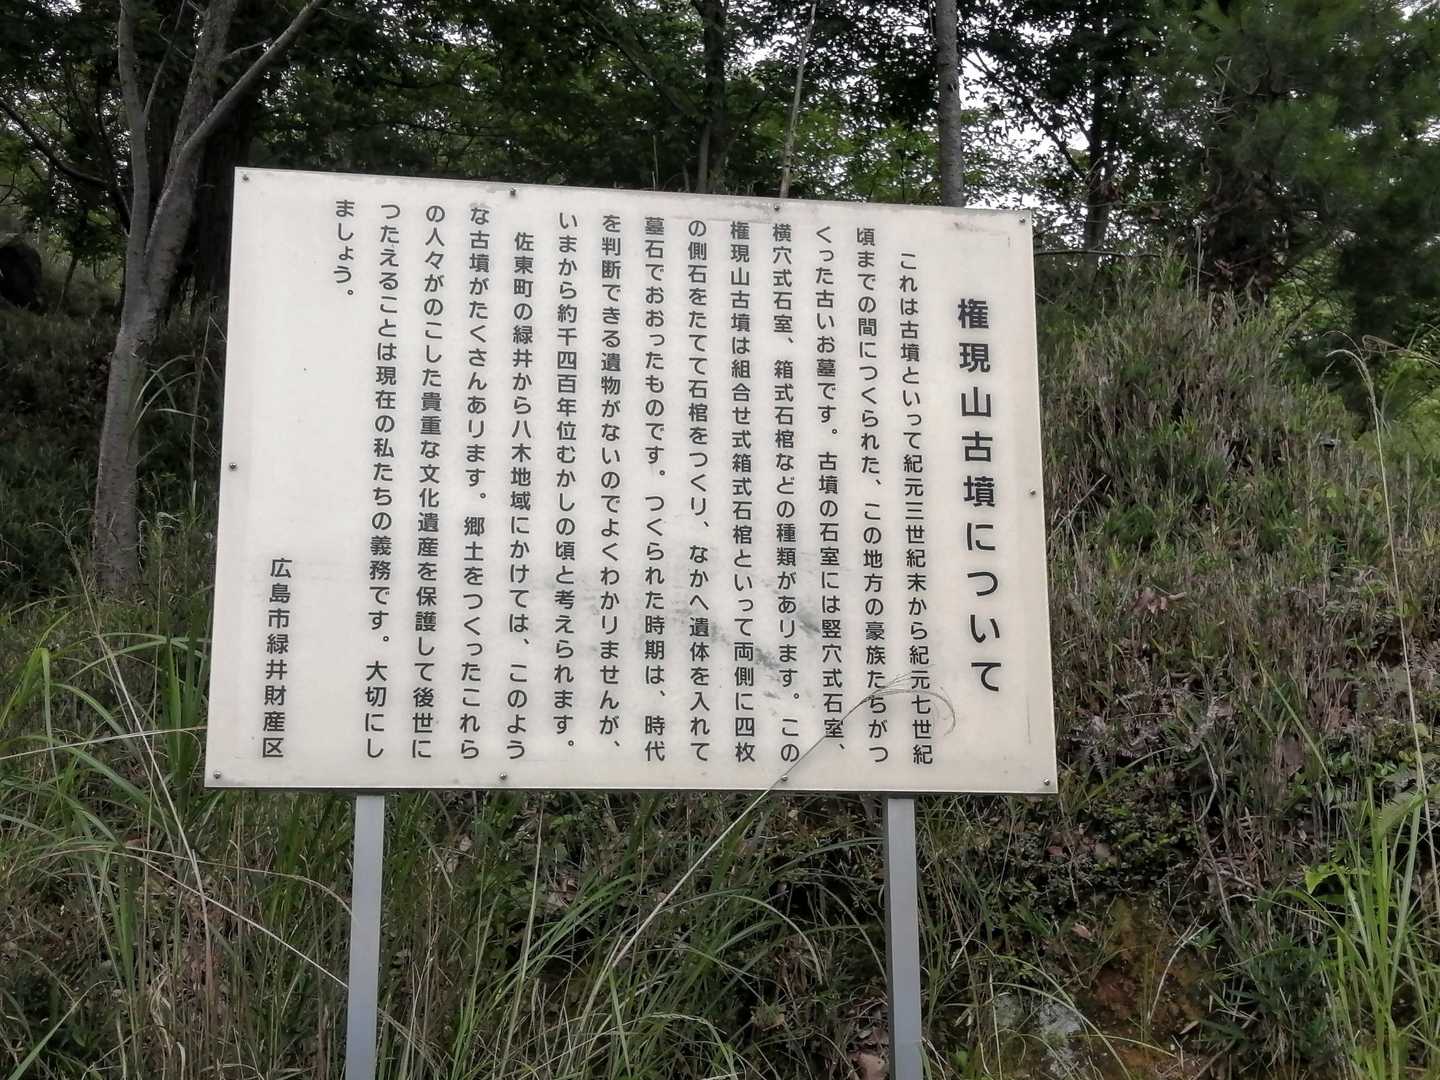 権現山古墳について
これは古墳といって紀元三世紀末から紀元七世紀
頃までの間につくられた、この地方の豪族たちがつ
くった古いお墓です。古墳の石室には竪穴式石室、
横穴式石室、箱式石棺などの種類があります。この
権現山古墳は組合せ式箱式石棺といって両側に四枚
の側石をたてて石棺をつくり、なかへ遺体を入れて
墓石でおおったものです。つくられた時期は、時代
を判断できる遺物がないのでよくわかりませんが、
いまから約千四百年位むかしの頃と考えられます。
佐東町の緑井から八木地域にかけては、このよう
な古墳がたくさんあります。郷土をつくったこれら
の人々がのこした貴重な文化遺産を保護して後世に
つたえることは現在の私たちの義務です。大切にし
ましょう。
広島市緑井財産区